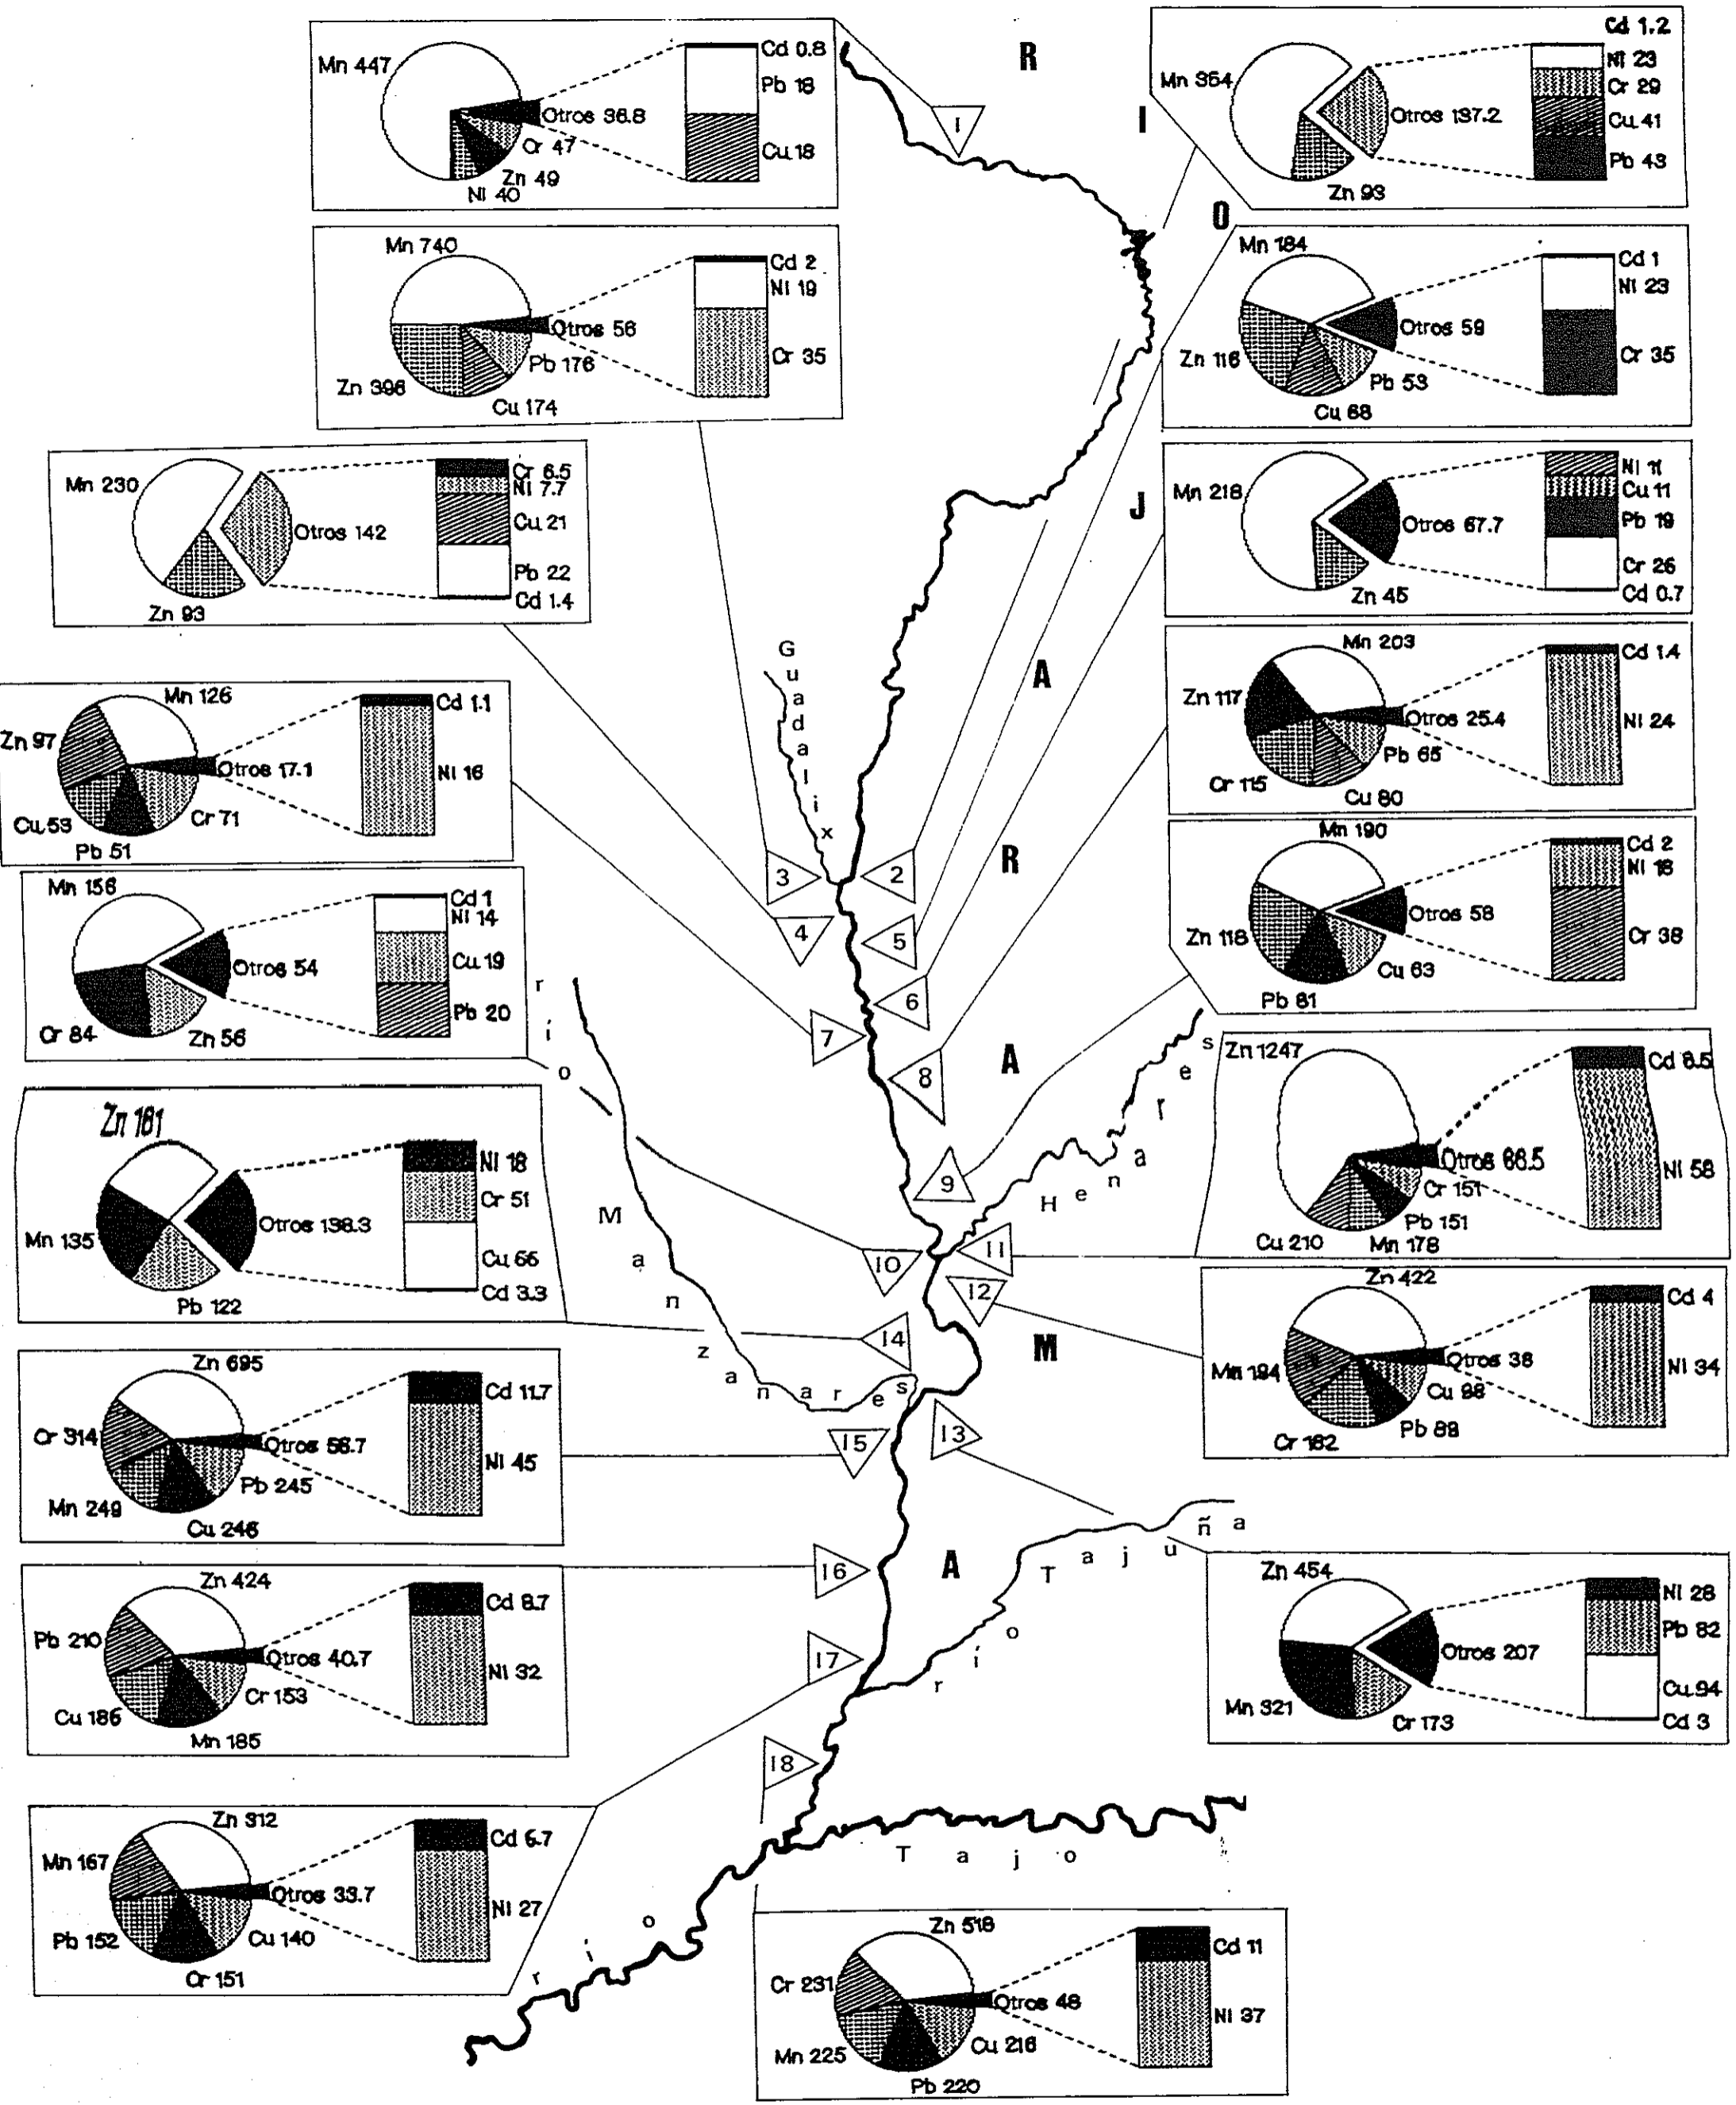 Mn 447
Otros 36.8
Cr 47
Zn 49
Ni 40
Cd 0.8
Pb 18
Cu 18
Mn 354
Otros 137.2
Zn 93
Cd 1.2
Ni 23
Cr 29
Cu 41
Pb 43
Mn 740
Otros 56
Pb 176
Zn 396
Cu 174
Cd 2
Ni 19
Cr 35
Mn 184
Otros 59
Zn 116
Pb 53
Cu 68
Cd 1
Ni 23
Cr 35
Mn 230
Otros 142
Zn 93
Cr 6.5
Ni 7.7
Cu 21
Pb 22
Cd 1.4
Mn 218
Otros 67.7
Zn 45
Ni 11
Cu 11
Pb 19
Cr 26
Cd 0.7
Mn 126
Zn 97
Otros 17.1
Cu 53
Cr 71
Pb 51
Cd 1.1
Ni 16
Mn 203
Zn 117
Otros 25.4
Pb 65
Cr 115
Cu 80
Cd 1.4
Ni 24
Mn 156
Otros 54
Cr 84
Zn 56
Cd 1
Ni 14
Cu 19
Pb 20
Mn 190
Otros 58
Zn 118
Cu 63
Pb 81
Cd 2
Ni 18
Cr 38
Zn 181
Mn 135
Otros 138.3
Pb 122
Ni 18
Cr 51
Cu 66
Cd 3.3
Zn 1247
Otros 66.5
Cr 151
Pb 151
Cu 210
Mn 178
Cd 8.5
Ni 58
Zn 695
Cr 314
Otros 56.7
Pb 245
Mn 249
Cu 246
Cd 11.7
Ni 45
Zn 422
Mn 194
Otros 38
Cu 98
Pb 89
Cr 182
Cd 4
Ni 34
Zn 424
Pb 210
Otros 40.7
Cr 153
Cu 186
Mn 185
Cd 8.7
Ni 32
Zn 454
Otros 207
Mn 321
Cr 173
Ni 28
Pb 82
Cu 94
Cd 3
Zn 312
Mn 167
Otros 33.7
Pb 152
Cu 140
Cr 151
Cd 6.7
Ni 27
Zn 518
Cr 231
Otros 48
Mn 225
Cu 216
Pb 220
Cd 11
Ni 37
RIO JARAMA
Guadalix
río Manzanares
Henares
río Tajuña
río Tajo
1
2
3
4
5
6
7
8
9
10
11
12
13
14
15
16
17
18